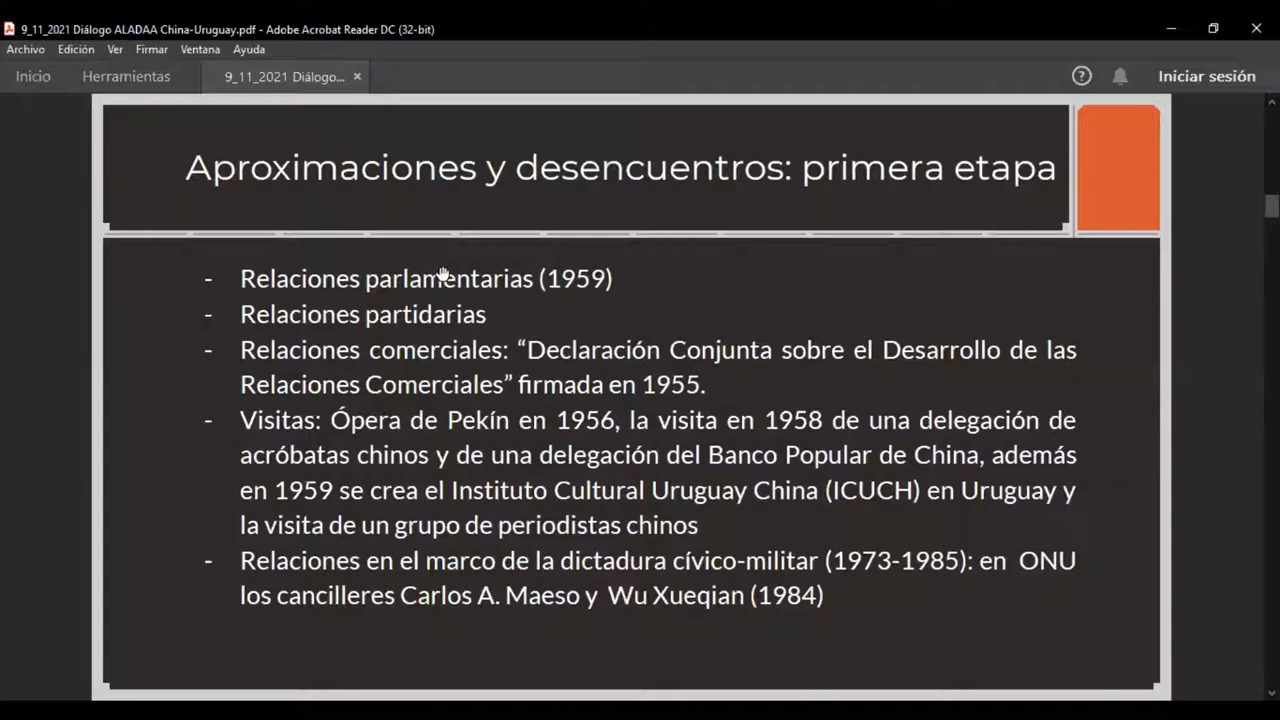 9_11_2021 Diálogo ALADAA China-Uruguay.pdf - Adobe Acrobat Reader DC (32-bit)
Archivo Edición Ver Firmar Ventana Ayuda
Inicio Herramientas 9_11_2021 Diálogo... × Iniciar sesión
Aproximaciones y desencuentros: primera etapa
- Relaciones parlamentarias (1959)
- Relaciones partidarias
- Relaciones comerciales: “Declaración Conjunta sobre el Desarrollo de las
Relaciones Comerciales” firmada en 1955.
- Visitas: Ópera de Pekín en 1956, la visita en 1958 de una delegación de
acróbatas chinos y de una delegación del Banco Popular de China, además
en 1959 se crea el Instituto Cultural Uruguay China (ICUCH) en Uruguay y
la visita de un grupo de periodistas chinos
- Relaciones en el marco de la dictadura cívico-militar (1973-1985): en ONU
los cancilleres Carlos A. Maeso y Wu Xueqian (1984)